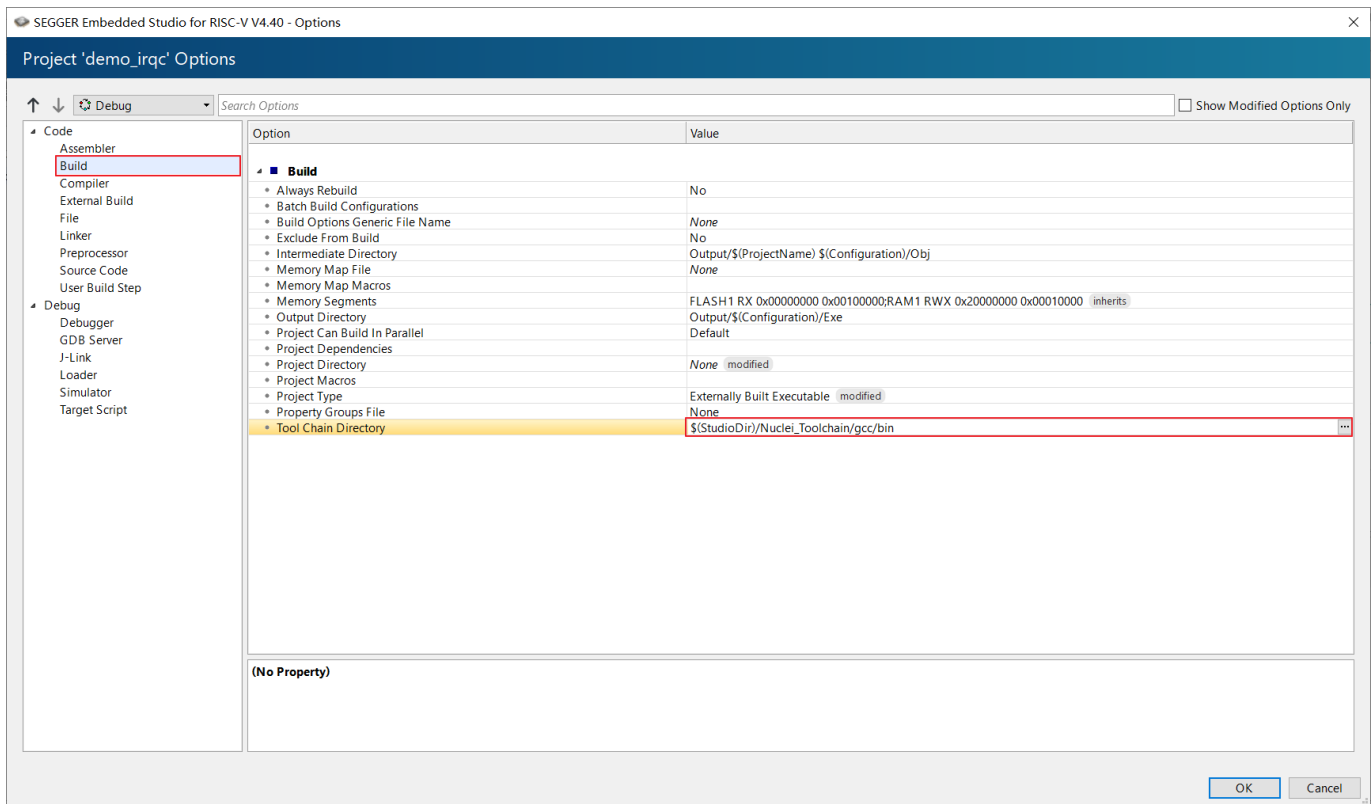 SEGGER Embedded Studio for RISC-V V4.40 - Options
Project 'demo_irqc' Options
Debug
Search Options
Show Modified Options Only
Code
Assembler
Build
Compiler
External Build
File
Linker
Preprocessor
Source Code
User Build Step
Debug
Debugger
GDB Server
J-Link
Loader
Simulator
Target Script
Option Value
Build
Always Rebuild No
Batch Build Configurations
Build Options Generic File Name None
Exclude From Build No
Intermediate Directory Output/$(ProjectName) $(Configuration)/Obj
Memory Map File None
Memory Map Macros
Memory Segments FLASH1 RX 0x00000000 0x00100000;RAM1 RWX 0x20000000 0x00010000 inherits
Output Directory Output/$(Configuration)/Exe
Project Can Build In Parallel Default
Project Dependencies
Project Directory None modified
Project Macros
Project Type Externally Built Executable modified
Property Groups File None
Tool Chain Directory $(StudioDir)/Nuclei_Toolchain/gcc/bin ...
(No Property)
OK Cancel